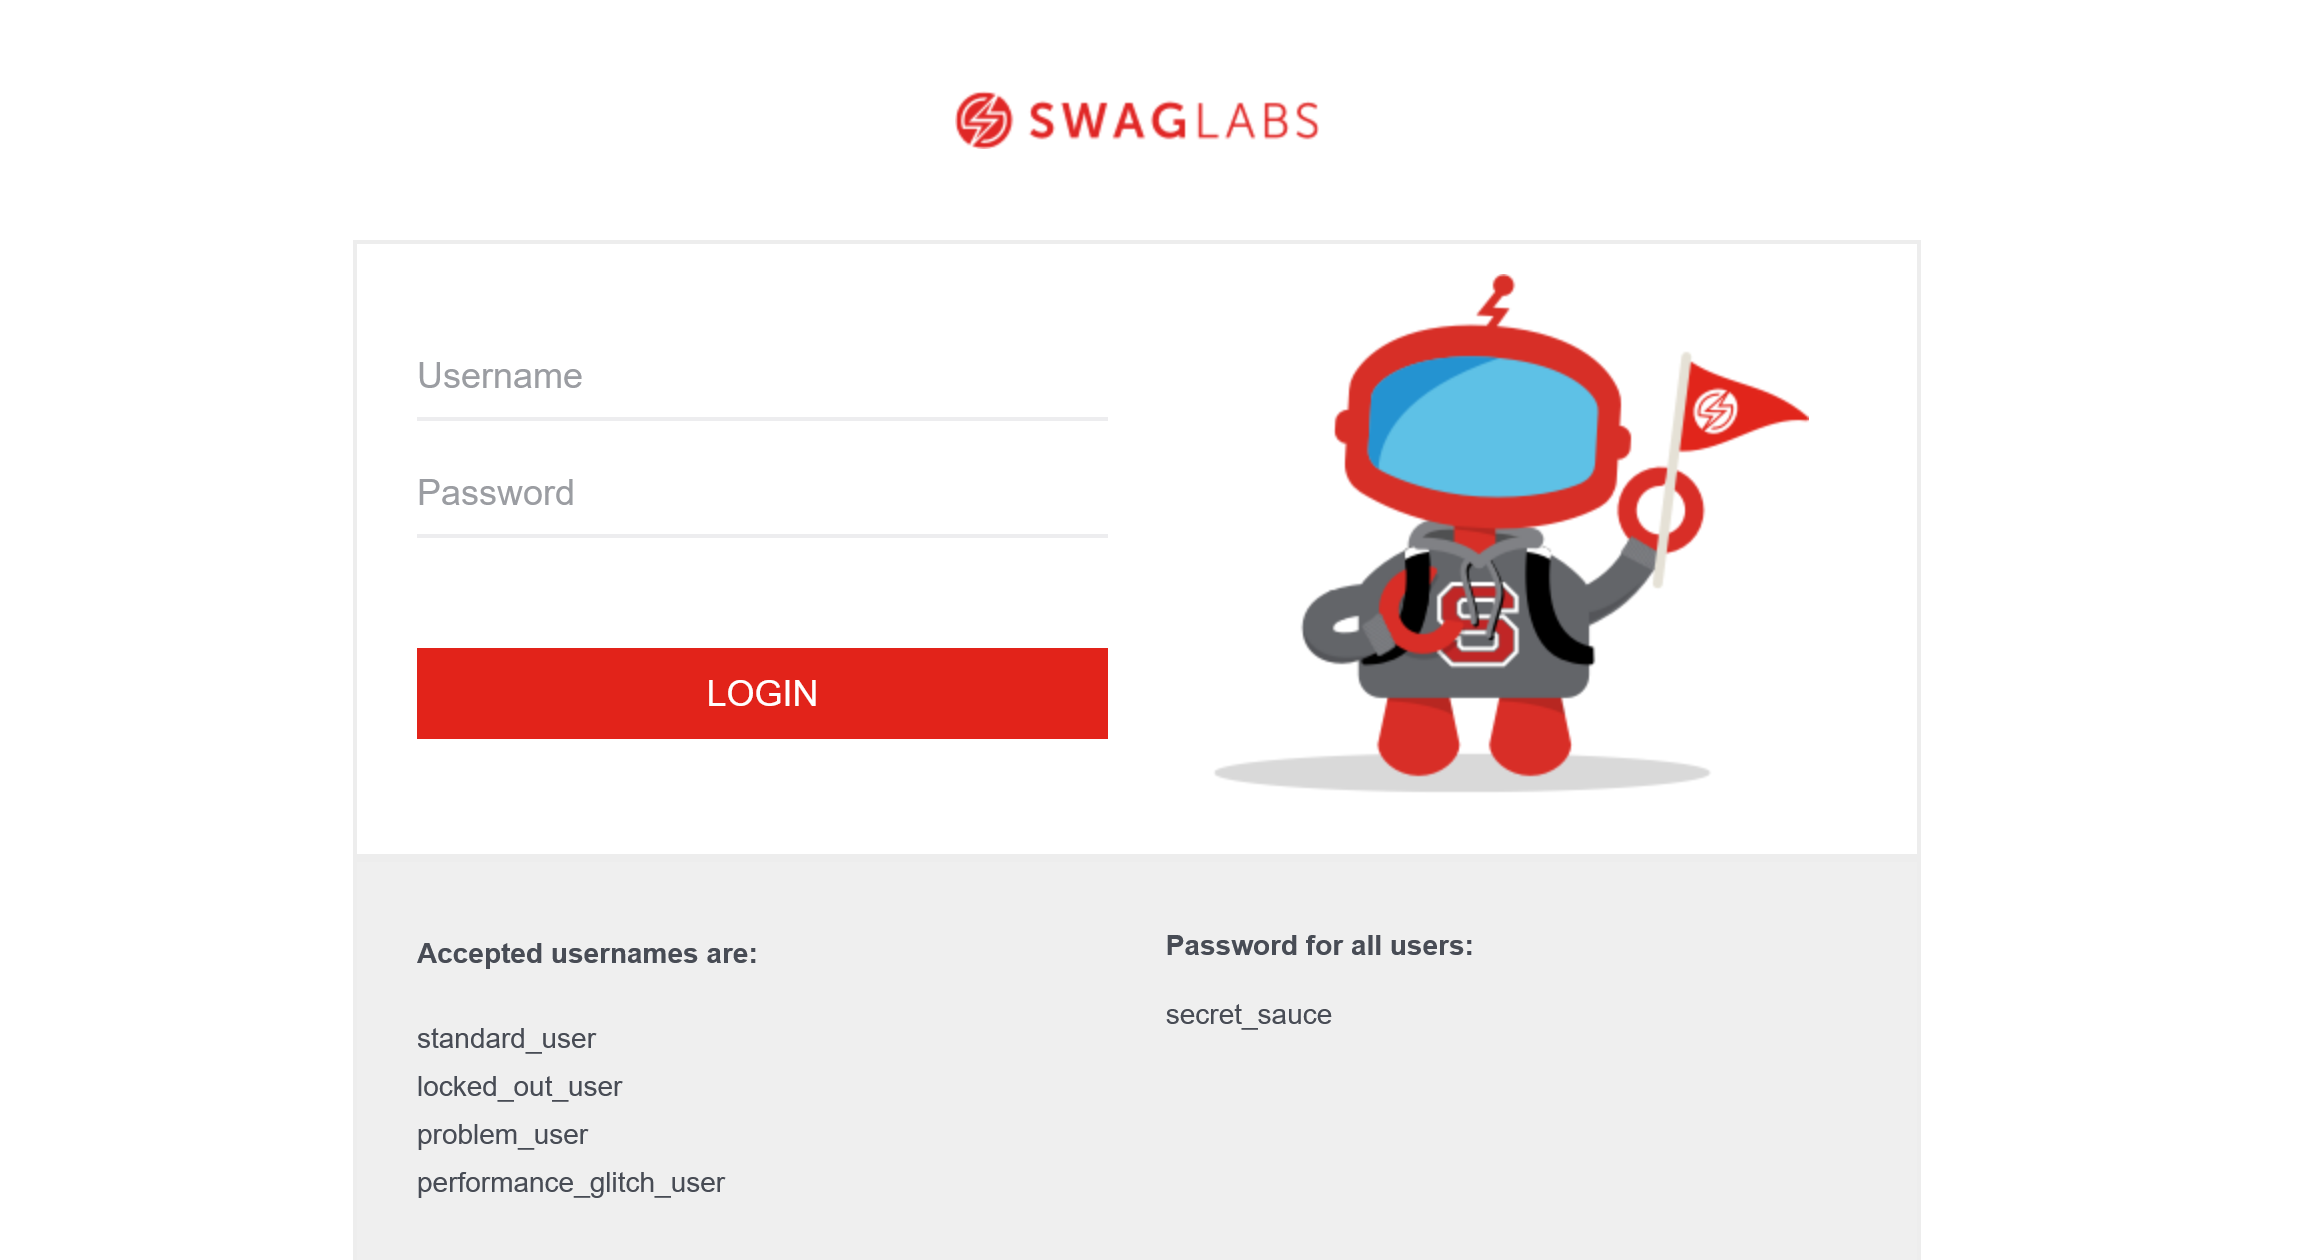 SWAGLABS
Username
Password
S
LOGIN
Accepted usernames are:
standard_user
locked_out_user
problem_user
performance_glitch_user
Password for all users:
secret_sauce